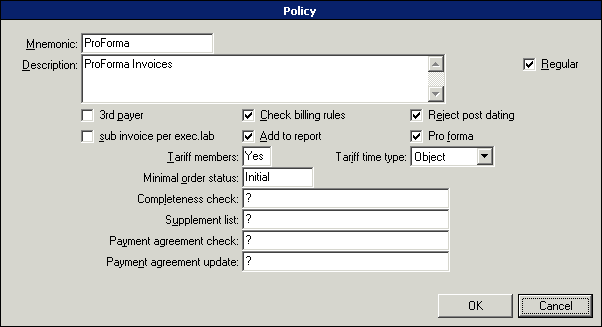 Policy
Mnemonic: ProForma
Description: ProForma Invoices
Regular
3rd payer Check billing rules Reject post dating
sub invoice per exec.lab Add to report Pro forma
Tariff members: Yes Tariff time type: Object
Minimal order status: Initial
Completeness check: ?
Supplement list: ?
Payment agreement check: ?
Payment agreement update: ?
OK Cancel